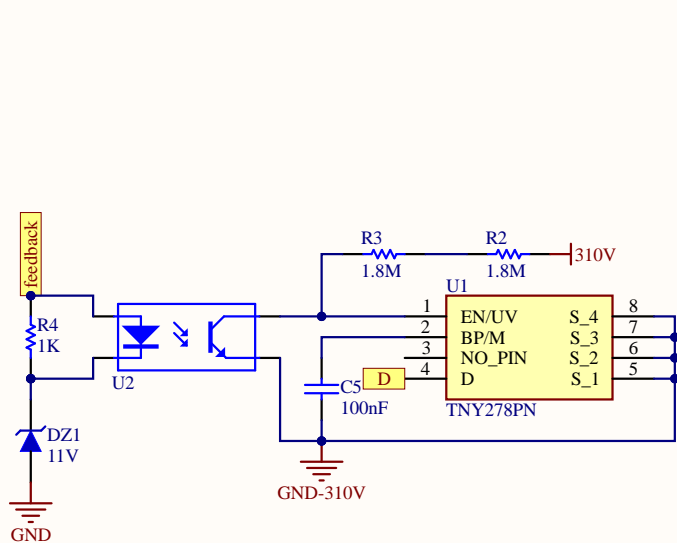 feedback
R3
R2
1.8M
1.8M
310V
U1
R4
1K
U2
1
2
3
4
EN/UV
BP/M
NO_PIN
D
S_4
S_3
S_2
S_1
8
7
6
5
D
C5
100nF
TNY278PN
DZ1
11V
GND-310V
GND